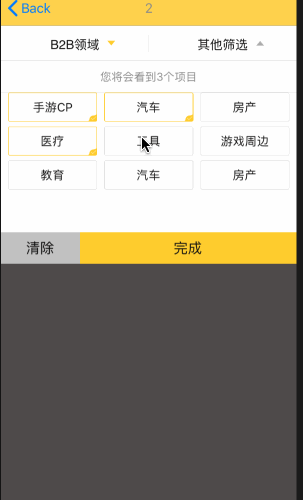 Back 2
B2B领域 其他筛选
您将会看到3个项目
手游CP 汽车 房产
医疗 工具 游戏周边
教育 汽车 房产
清除 完成